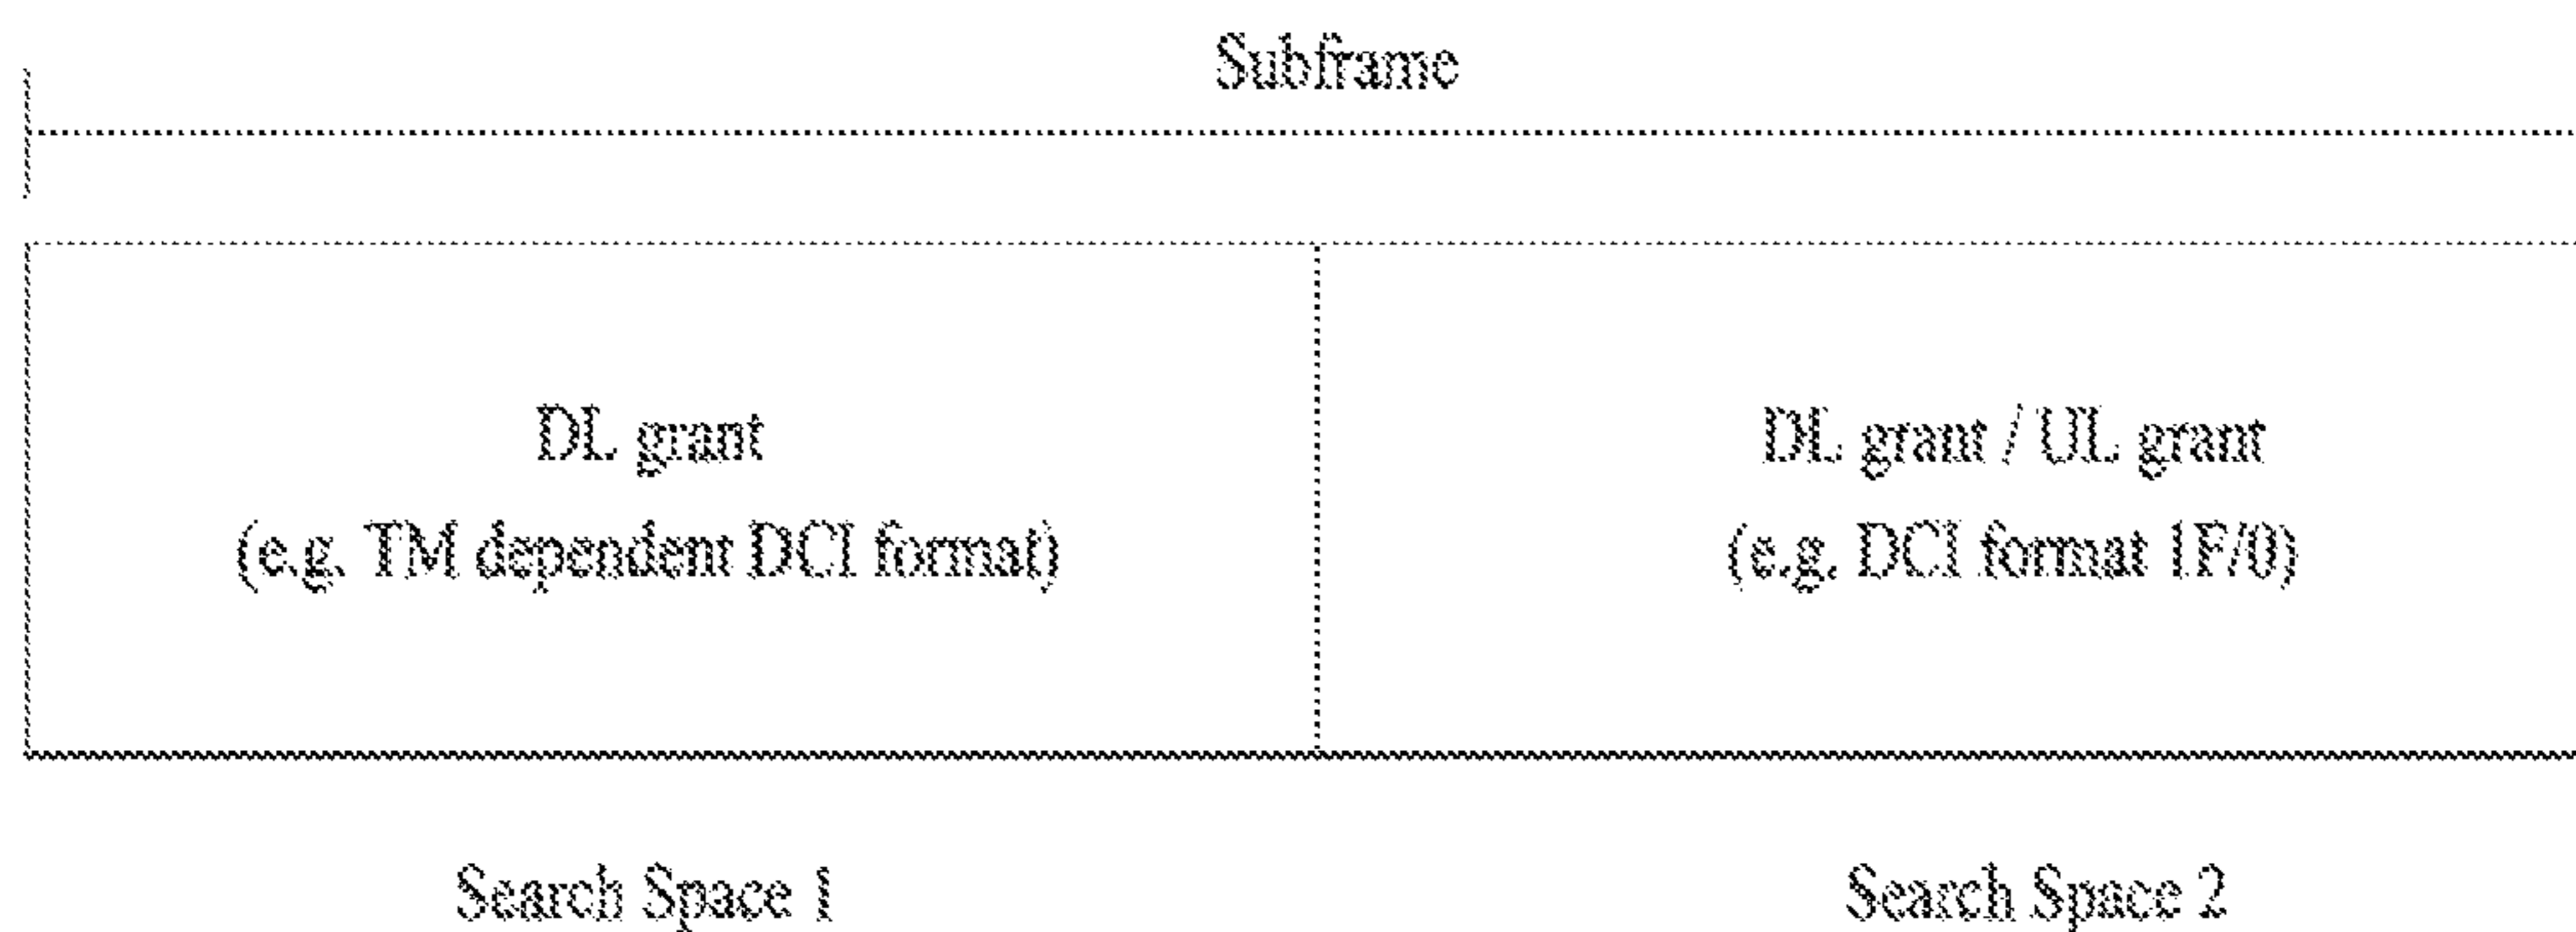 Subframe
DL grant
(e.g. TM dependent DCI format)
DL grant / UL grant
(e.g. DCI format 1F/0)
Search Space 1
Search Space 2